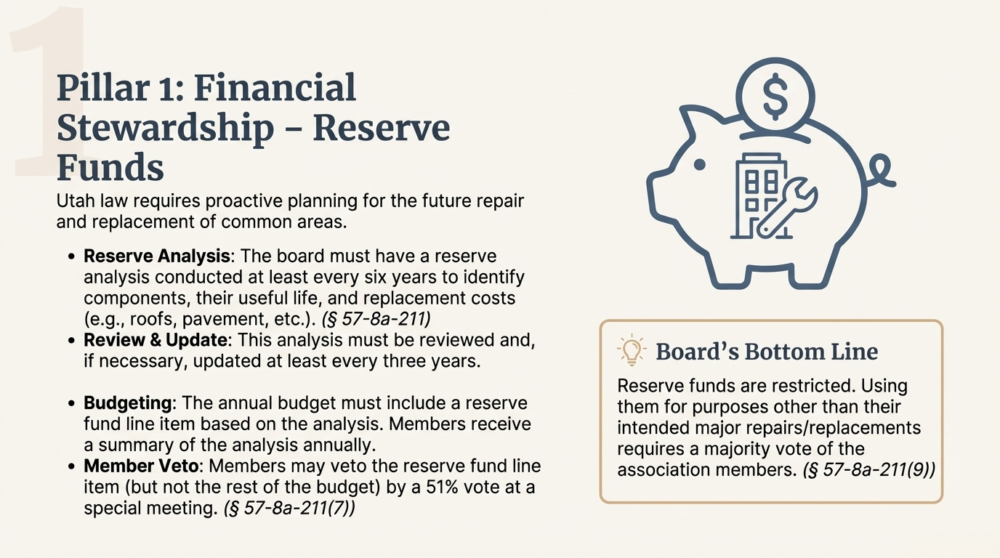 1
Pillar 1: Financial
Stewardship – Reserve
Funds
Utah law requires proactive planning for the future repair
and replacement of common areas.
• Reserve Analysis: The board must have a reserve
analysis conducted at least every six years to identify
components, their useful life, and replacement costs
(e.g., roofs, pavement, etc.). (§ 57-8a-211)
• Review & Update: This analysis must be reviewed and,
if necessary, updated at least every three years.
• Budgeting: The annual budget must include a reserve
fund line item based on the analysis. Members receive
a summary of the analysis annually.
• Member Veto: Members may veto the reserve fund line
item (but not the rest of the budget) by a 51% vote at a
special meeting. (§ 57-8a-211(7))
$
Board’s Bottom Line
Reserve funds are restricted. Using
them for purposes other than their
intended major repairs/replacements
requires a majority vote of the
association members. (§ 57-8a-211(9))